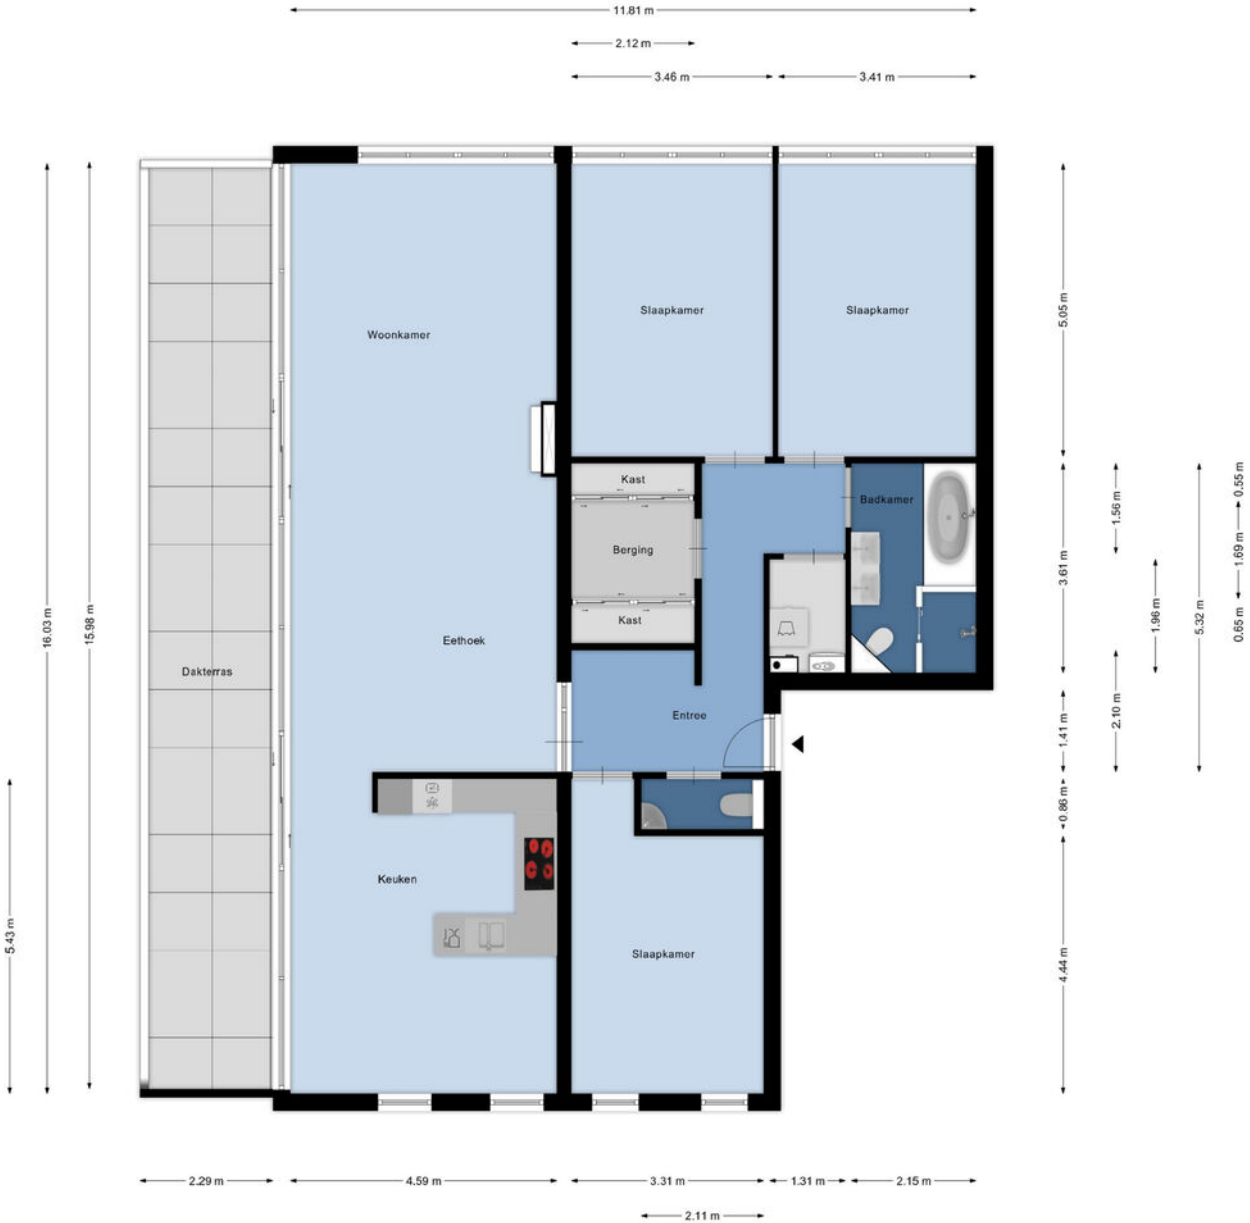 11.81 m
2.12 m
3.46 m
3.41 m
Slaapkamer
Slaapkamer
Woonkamer
5.05 m
Kast
Badkamer
Berging
Kast
16.03 m
15.98 m
Eethoek
Dakterras
Entree
3.61 m
1.56 m
1.96 m
5.32 m
0.55 m
1.69 m
0.65 m
1.41 m
2.10 m
0.86 m
Keuken
5.43 m
Slaapkamer
4.44 m
2.29 m
4.59 m
3.31 m
1.31 m
2.15 m
2.11 m